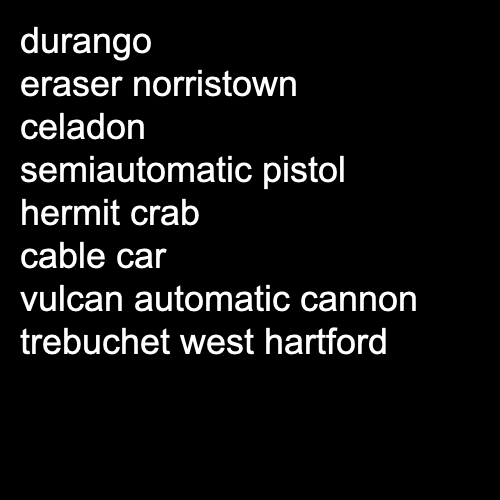 durango
eraser norristown
celadon
semiautomatic pistol
hermit crab
cable car
vulcan automatic cannon
trebuchet west hartford